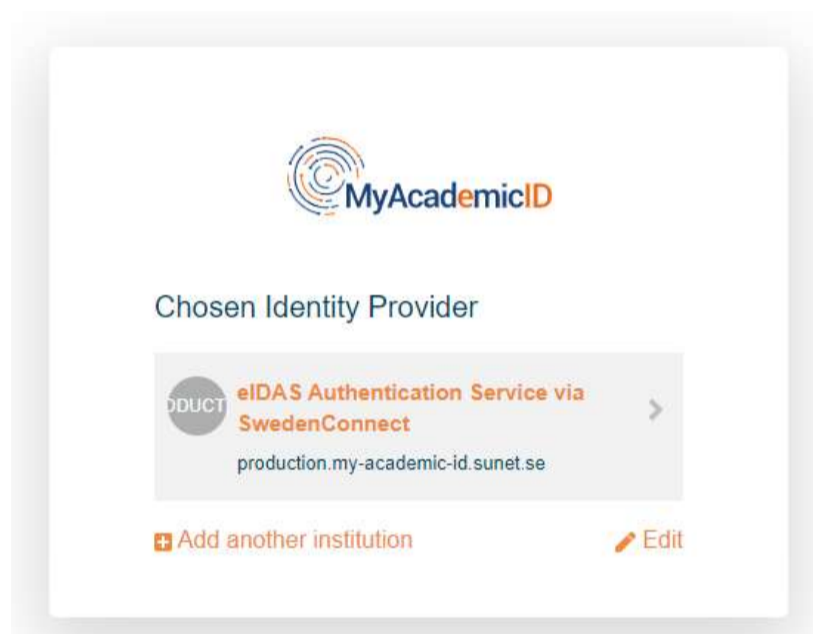 MyAcademicID
Chosen Identity Provider
ODUCT
eIDAS Authentication Service via
SwedenConnect
production.my-academic-id.sunet.se
Add another institution
Edit